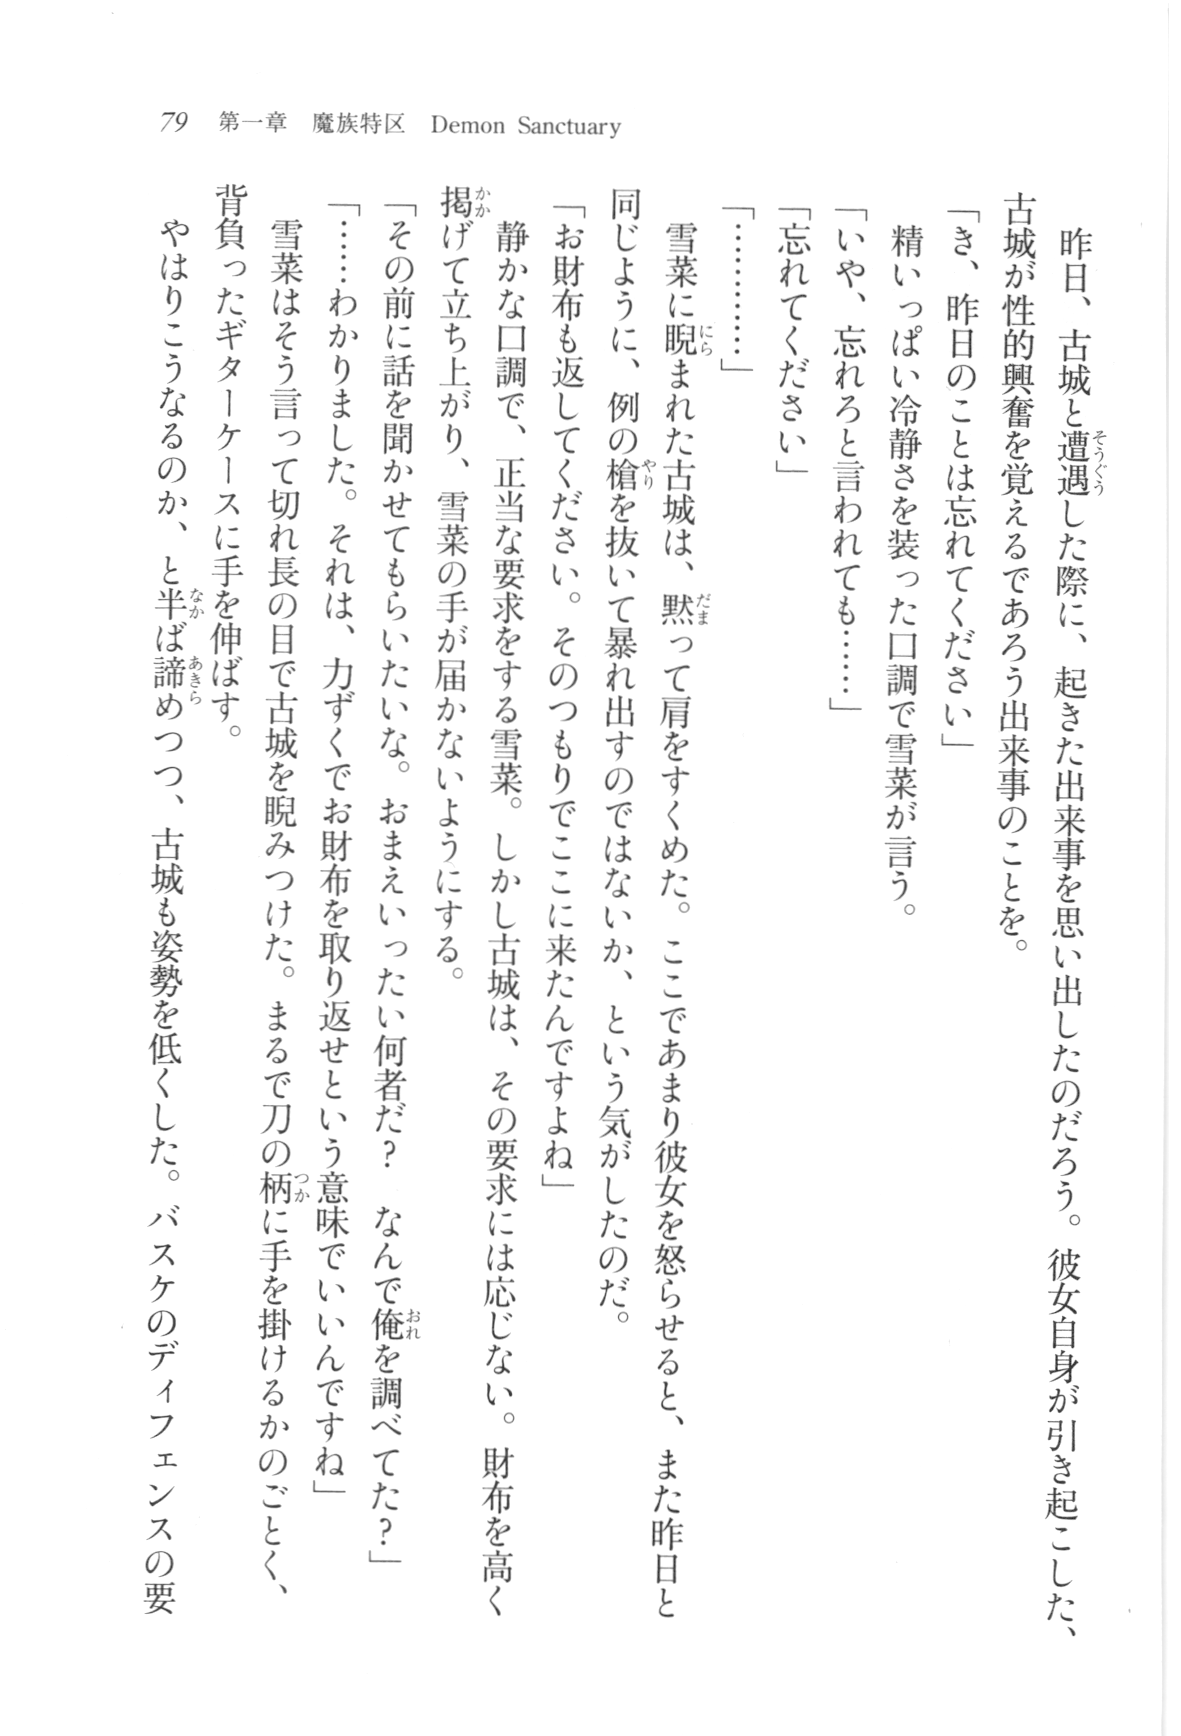 79 第一章 魔族特区 Demon Sanctuary
　昨日、古城と遭遇した際に、起きた出来事を思い出したのだろう。彼女自身が引き起こした、
古城が性的興奮を覚えるであろう出来事のことを。
「き、昨日のことは忘れてください」
　精いっぱい冷静さを装った口調で雪菜が言う。
「いや、忘れろと言われても……」
「忘れてください」
「…………」
　雪菜に睨まれた古城は、黙って肩をすくめた。ここであまり彼女を怒らせると、また昨日と
同じように、例の槍を抜いて暴れ出すのではないか、という気がしたのだ。
「お財布も返してください。そのつもりでここに来たんですよね」
　静かな口調で、正当な要求をする雪菜。しかし古城は、その要求には応じない。財布を高く
掲げて立ち上がり、雪菜の手が届かないようにする。
「その前に話を聞かせてもらいたいな。おまえいったい何者だ？　なんで俺を調べてた？」
「……わかりました。それは、力ずくでお財布を取り返せという意味でいいんですね」
　雪菜はそう言って切れ長の目で古城を睨みつけた。まるで刀の柄に手を掛けるかのごとく、
背負ったギターケースに手を伸ばす。
　やはりこうなるのか、と半ば諦めつつ、古城も姿勢を低くした。バスケのディフェンスの要